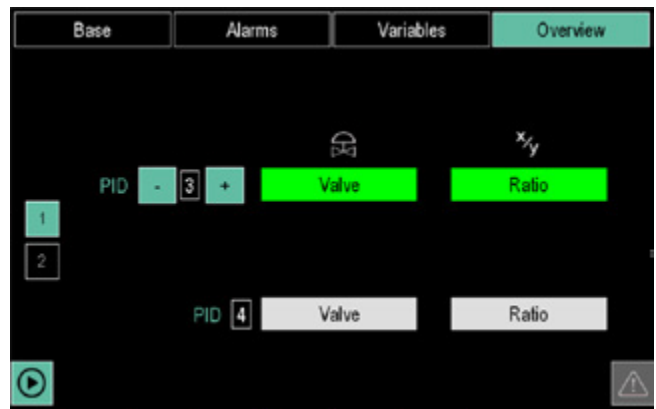 Base Alarms Variables Overview
x/y
PID - 3 + Valve Ratio
1
2
PID 4 Valve Ratio